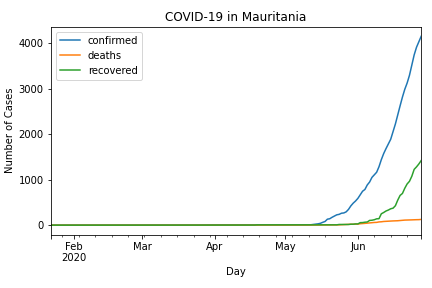 COVID-19 in Mauritania
confirmed
deaths
recovered
Number of Cases
4000
3000
2000
1000
0
Feb Mar Apr May Jun
2020
Day